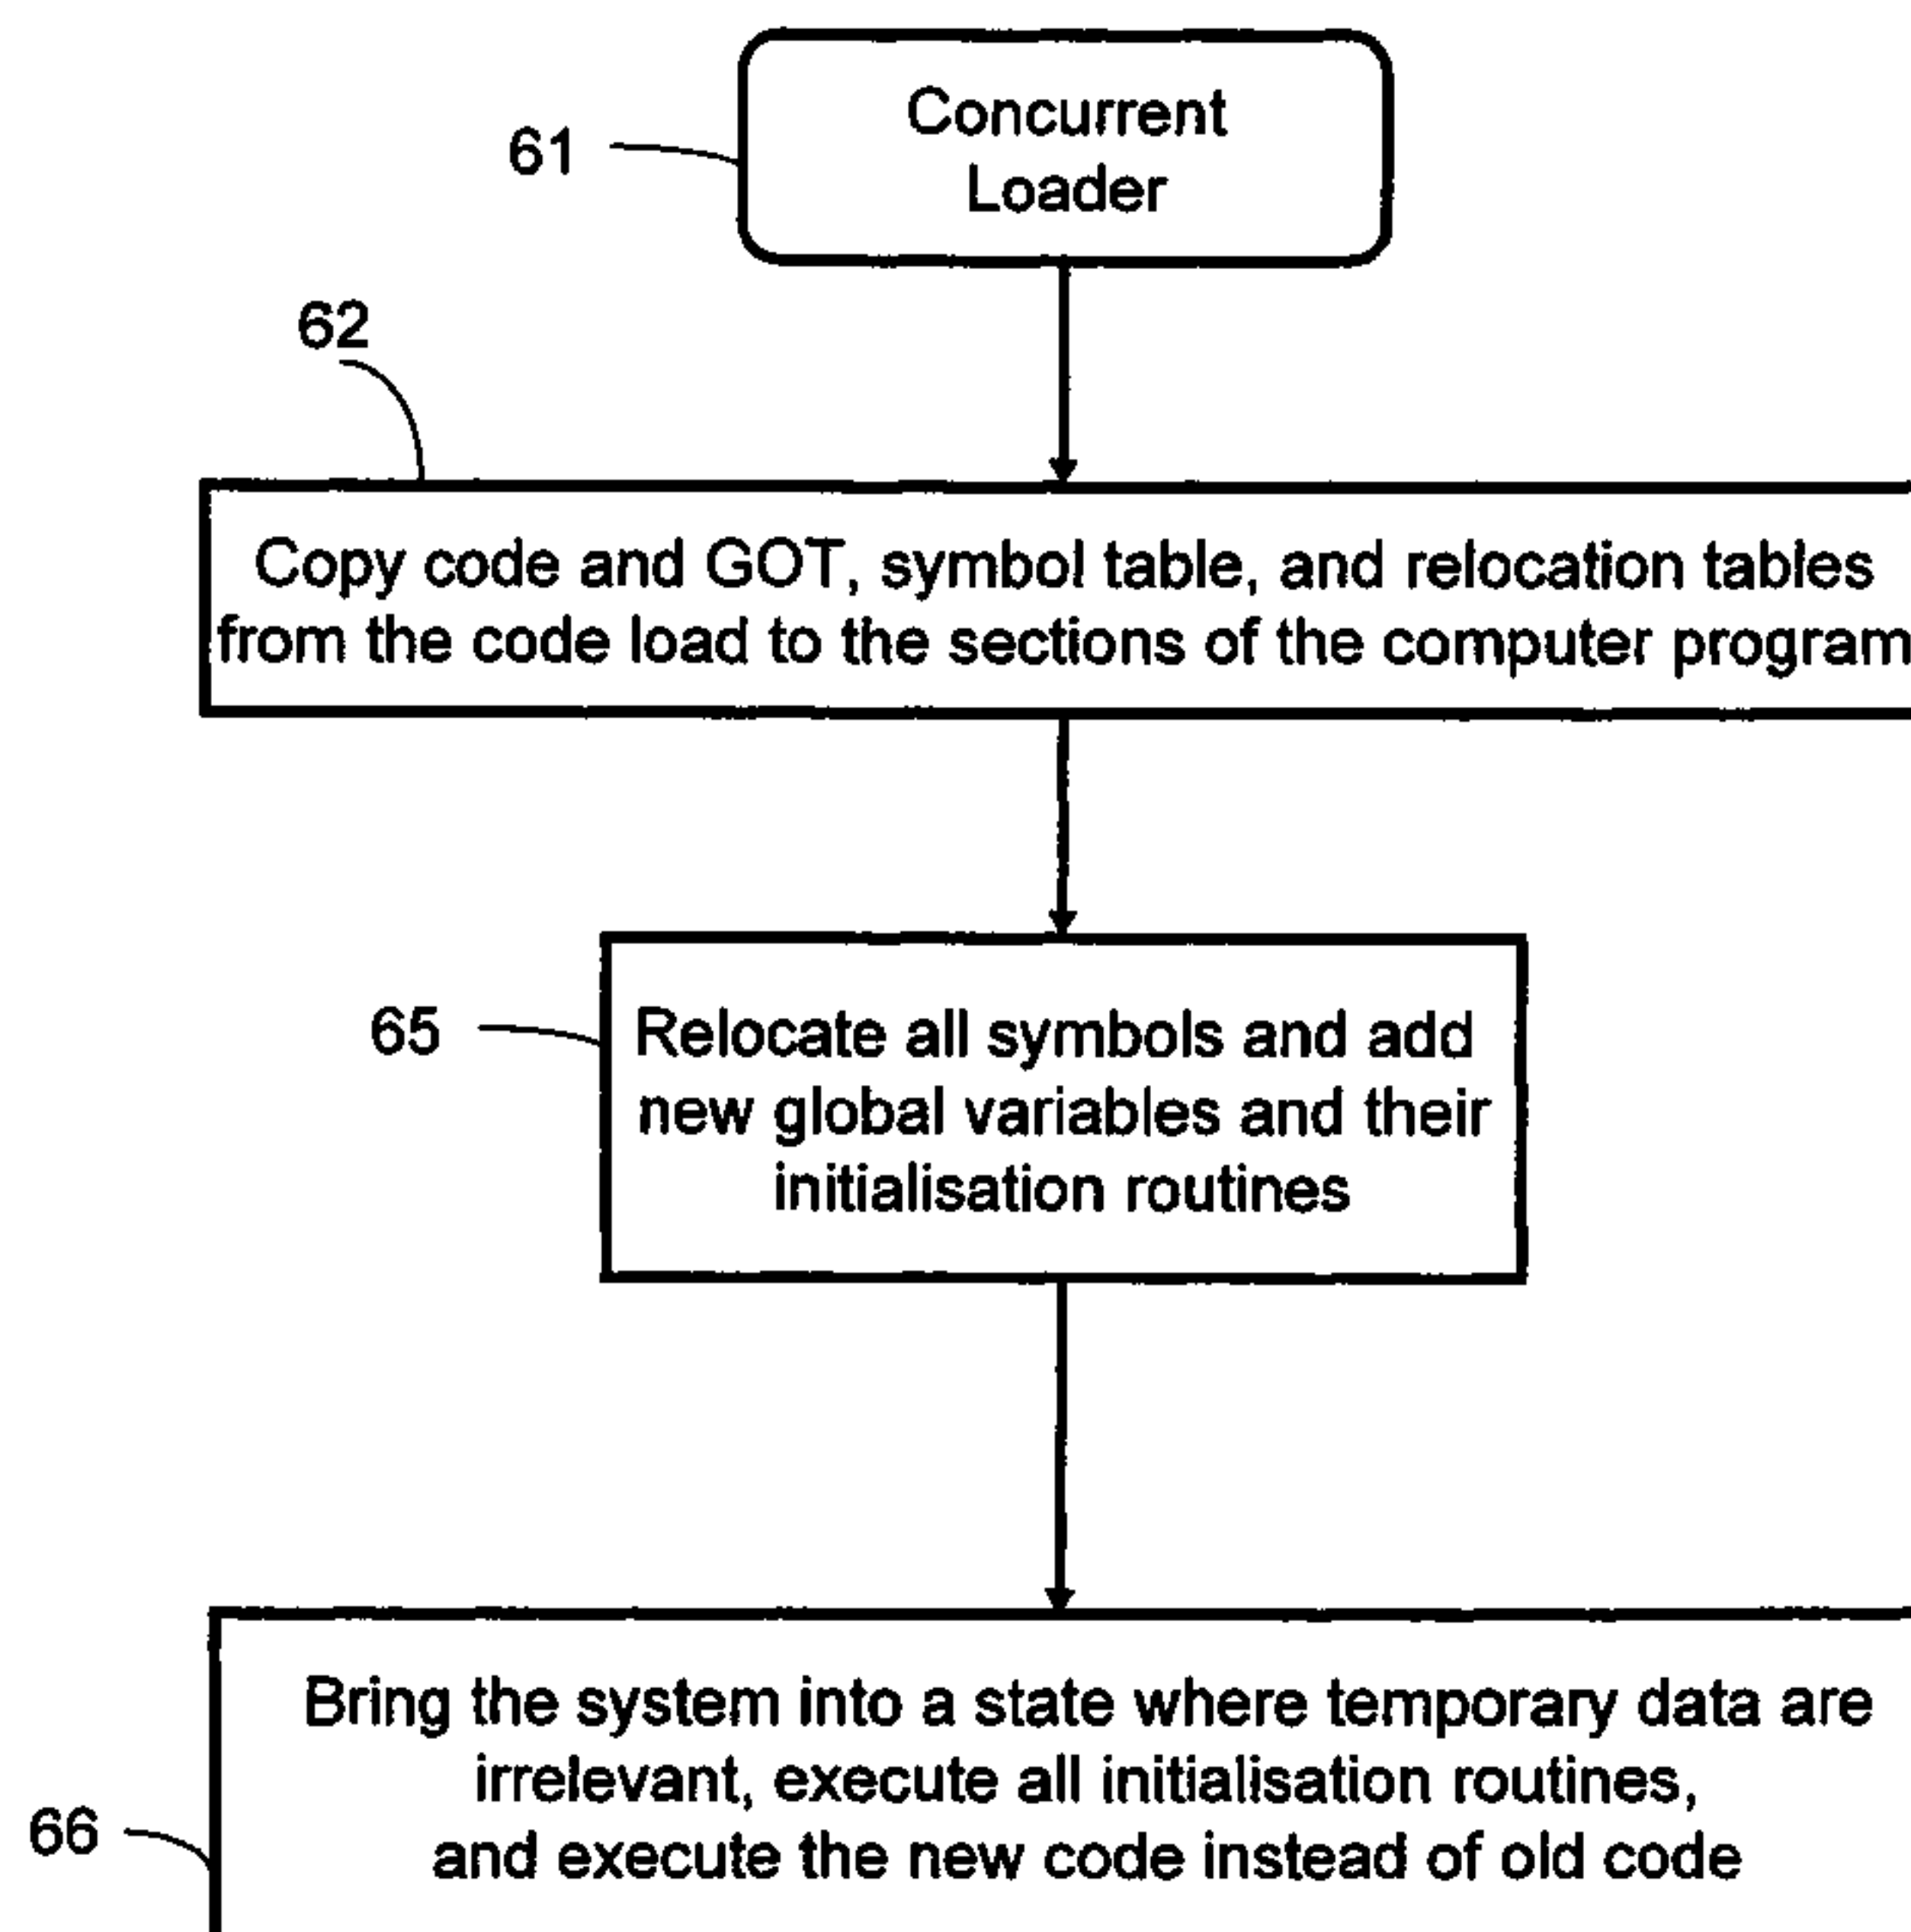 61
Concurrent
Loader
62
Copy code and GOT, symbol table, and relocation tables
from the code load to the sections of the computer program
65
Relocate all symbols and add
new global variables and their
initialisation routines
66
Bring the system into a state where temporary data are
irrelevant, execute all initialisation routines,
and execute the new code instead of old code